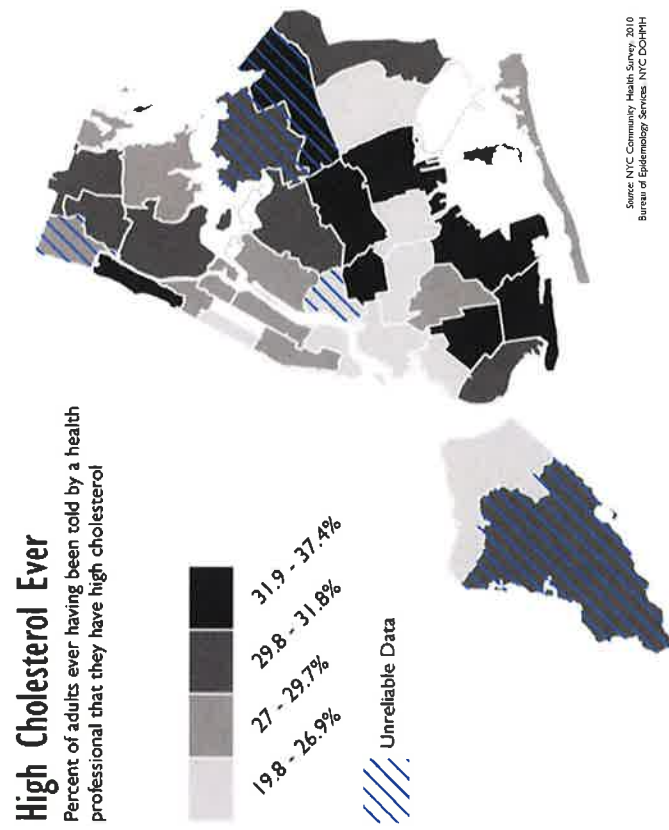 High Cholesterol Ever
Percent of adults ever having been told by a health
professional that they have high cholesterol
19.8 - 26.9%
27 - 29.7%
29.8 - 31.8%
31.9 - 37.4%
Unreliable Data
Source: NYC Community Health Survey, 2010
Bureau of Epidemiology Services. NYC DOHMH